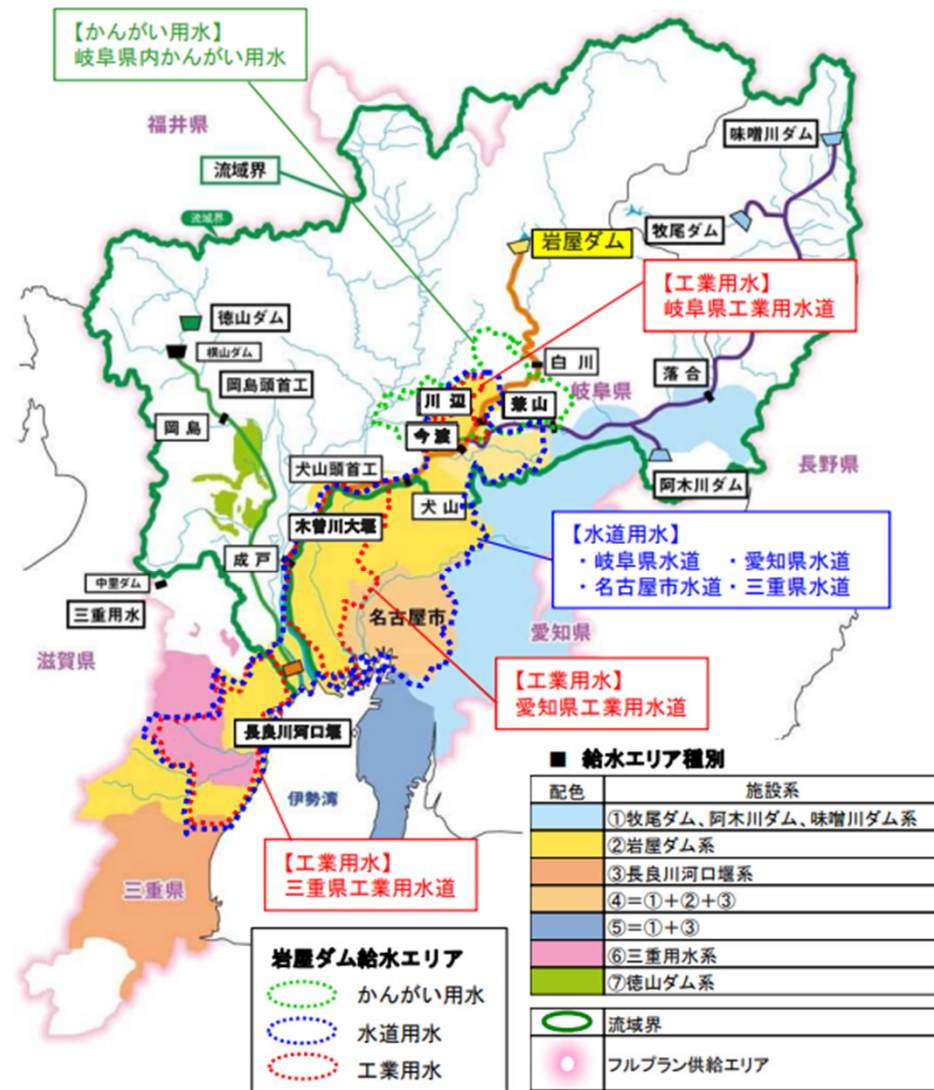 【かんがい用水】
岐阜県内かんがい用水
福井県
味噌川ダム
流域界
流域界
牧尾ダム
岩屋ダム
【工業用水】
岐阜県工業用水道
徳山ダム
横山ダム
白川
岡島頭首工
岐阜県
落合
川辺
兼山
岡島
今渡
長野県
犬山頭首工
阿木川ダム
犬山
木曽川大堰
【水道用水】
・岐阜県水道 ・愛知県水道
・名古屋市水道・三重県水道
成戸
中里ダム
三重用水
名古屋市
愛知県
滋賀県
【工業用水】
愛知県工業用水道
長良川河口堰
■ 給水エリア種別
配色 施設系
①牧尾ダム、阿木川ダム、味噌川ダム系
②岩屋ダム系
③長良川河口堰系
④=①+②+③
⑤=①+③
⑥三重用水系
⑦徳山ダム系
流域界
フルプラン供給エリア
伊勢湾
【工業用水】
三重県工業用水道
三重県
岩屋ダム給水エリア
かんがい用水
水道用水
工業用水